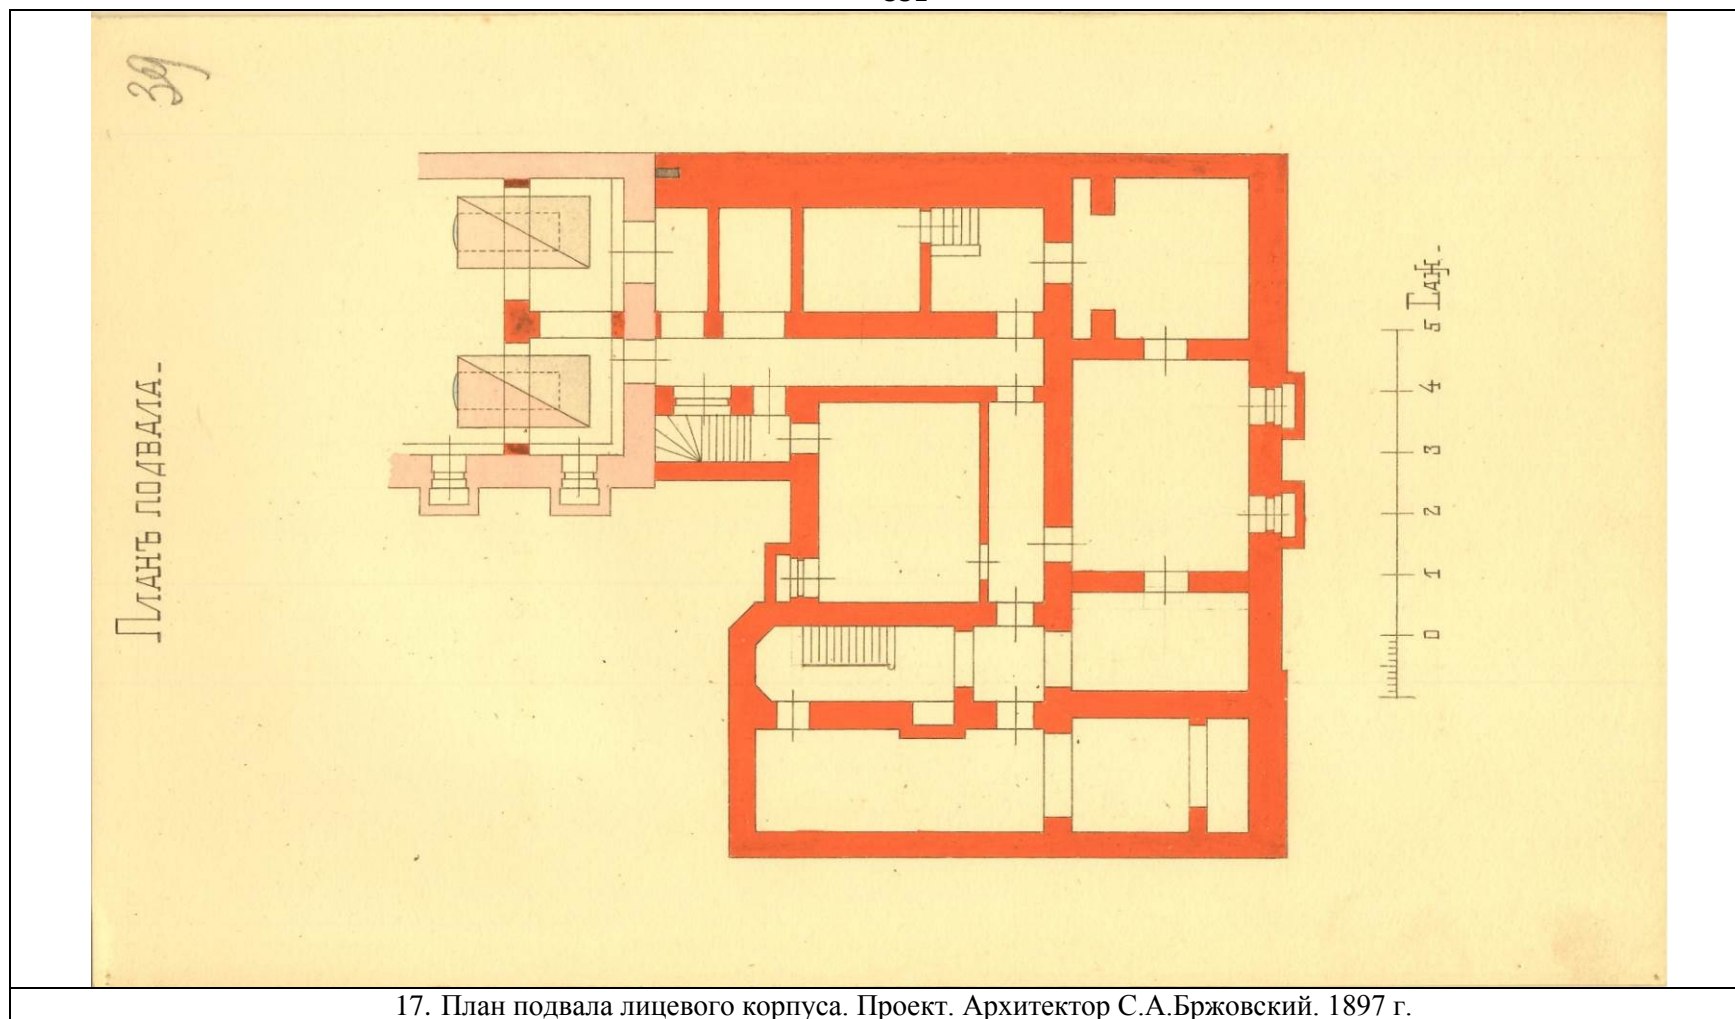 39
Планъ подвала.
0 1 2 3 4 5 Саж.
17. План подвала лицевого корпуса. Проект. Архитектор С.А.Бржовский. 1897 г.